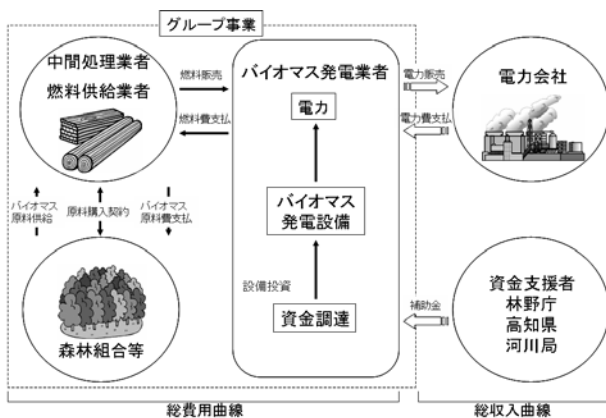 グループ事業
中間処理業者
燃料供給業者
燃料販売
燃料費支払
バイオマス発電業者
電力
バイオマス
発電設備
設備投資
資金調達
電力販売
電力費支払
電力会社
バイオマス
原料供給
原料購入契約
バイオマス
原料費支払
森林組合等
補助金
資金支援者
林野庁
高知県
河川局
総費用曲線
総収入曲線